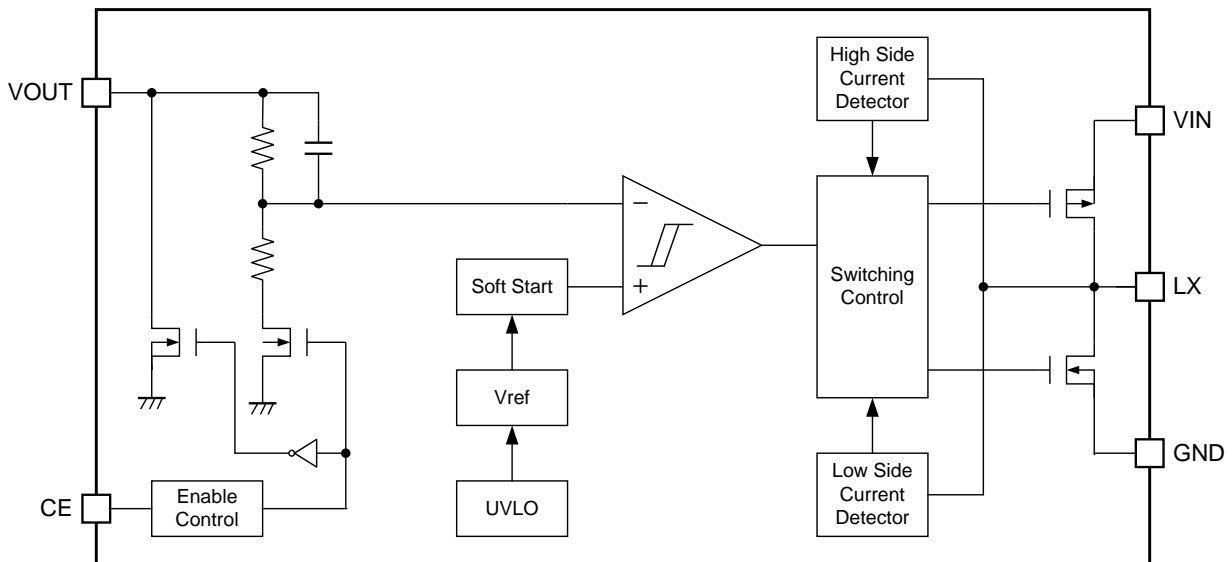 High Side
Current
Detector
VOUT
VIN
−
Soft Start
+
Switching
Control
LX
Vref
GND
CE
Enable
Control
UVLO
Low Side
Current
Detector